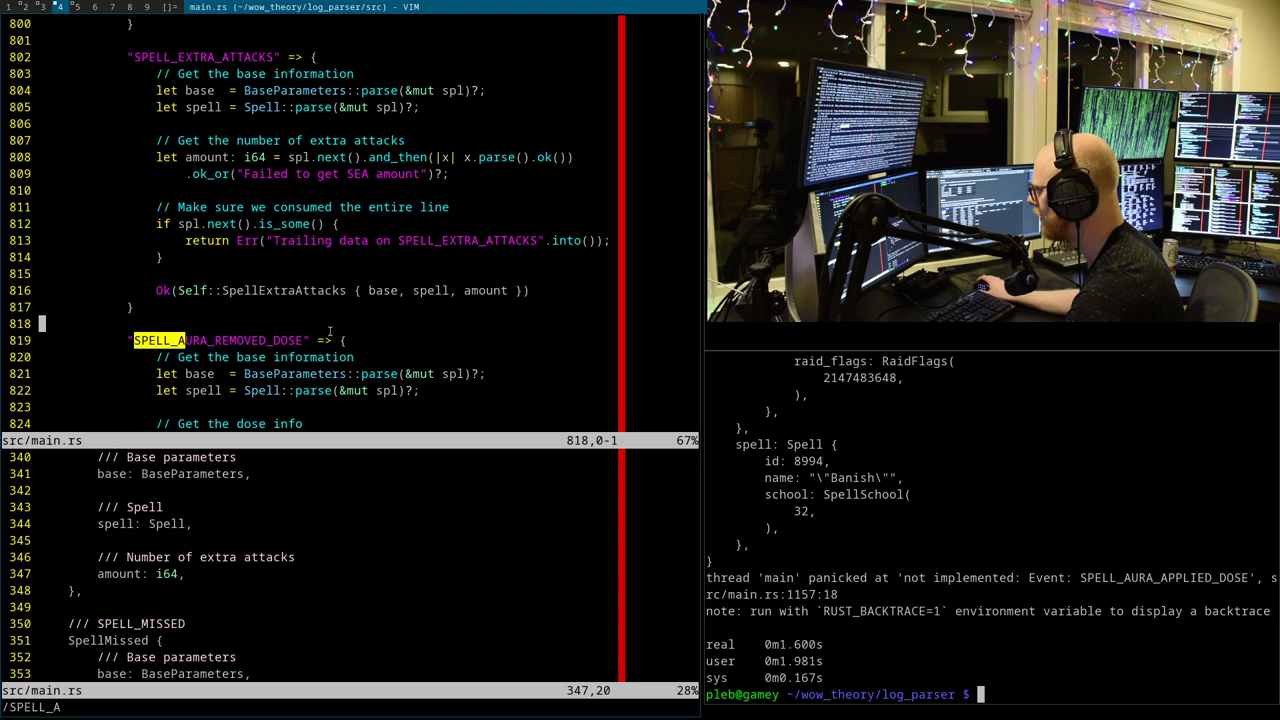 1 2 3 4 5 6 7 8 9 []= main.rs (~/wow_theory/log_parser/src) - VIM
800 }
801
802 "SPELL_EXTRA_ATTACKS" => {
803 // Get the base information
804 let base  = BaseParameters::parse(&mut spl)?;
805 let spell = Spell::parse(&mut spl)?;
806
807 // Get the number of extra attacks
808 let amount: i64 = spl.next().and_then(|x| x.parse().ok())
809 .ok_or("Failed to get SEA amount")?;
810
811 // Make sure we consumed the entire line
812 if spl.next().is_some() {
813 return Err("Trailing data on SPELL_EXTRA_ATTACKS".into());
814 }
815
816 Ok(Self::SpellExtraAttacks { base, spell, amount })
817 }
818
819 "SPELL_AURA_REMOVED_DOSE" => {
820 // Get the base information
821 let base  = BaseParameters::parse(&mut spl)?;
822 let spell = Spell::parse(&mut spl)?;
823
824 // Get the dose info
src/main.rs 818,0-1 67%
340 /// Base parameters
341 base: BaseParameters,
342
343 /// Spell
344 spell: Spell,
345
346 /// Number of extra attacks
347 amount: i64,
348 },
349
350 /// SPELL_MISSED
351 SpellMissed {
352 /// Base parameters
353 base: BaseParameters,
src/main.rs 347,20 28%
/SPELL_A
raid_flags: RaidFlags(
2147483648,
),
},
},
spell: Spell {
id: 8994,
name: "\"Banish\"",
school: SpellSchool(
32,
),
},
}
thread 'main' panicked at 'not implemented: Event: SPELL_AURA_APPLIED_DOSE', s
rc/main.rs:1157:18
note: run with `RUST_BACKTRACE=1` environment variable to display a backtrace
real 0m1.600s
user 0m1.981s
sys 0m0.167s
pleb@gamey ~/wow_theory/log_parser $